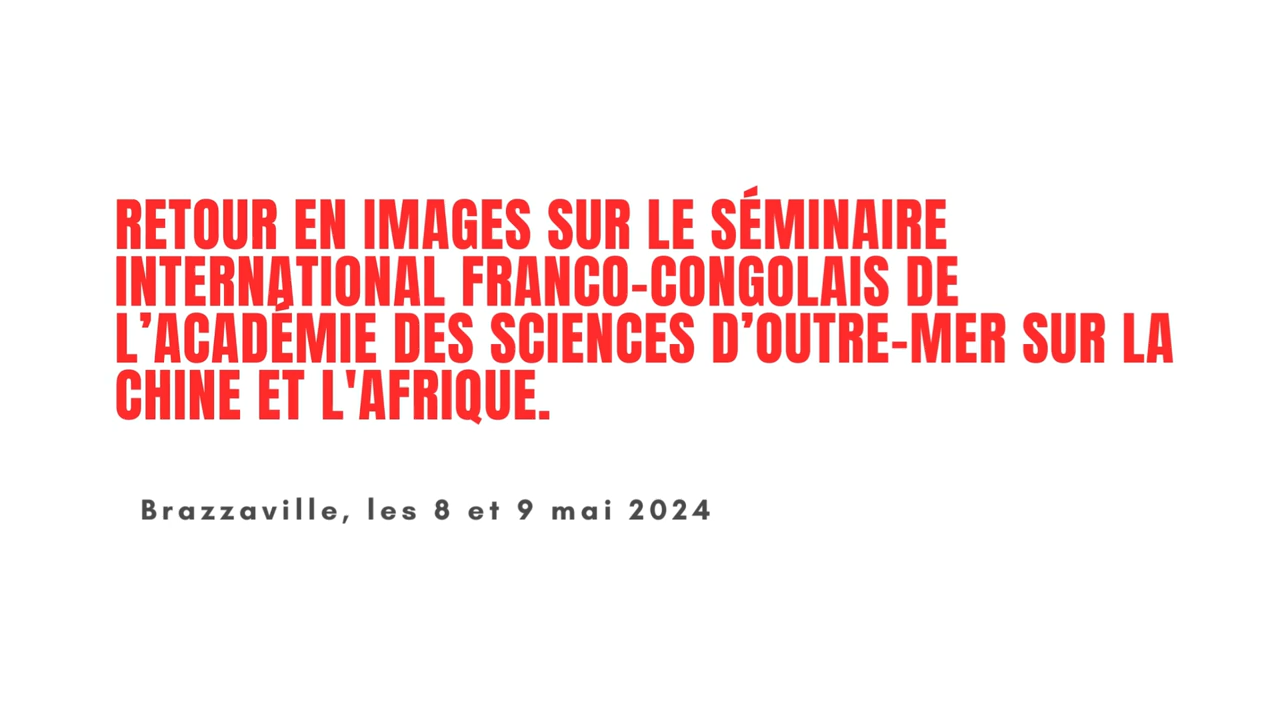 RETOUR EN IMAGES SUR LE SÉMINAIRE
INTERNATIONAL FRANCO-CONGOLAIS DE
L’ACADÉMIE DES SCIENCES D’OUTRE-MER SUR LA
CHINE ET L'AFRIQUE.
Brazzaville, les 8 et 9 mai 2024